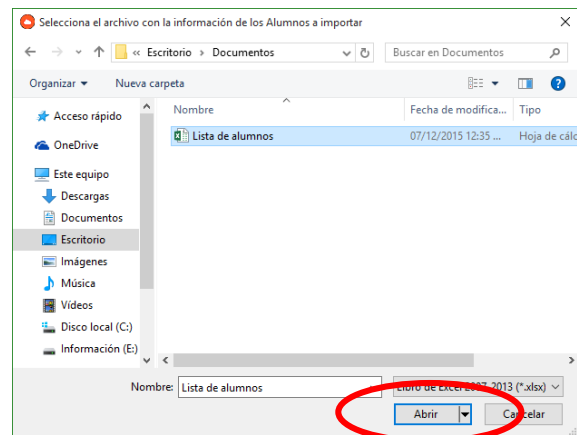 Selecciona el archivo con la información de los Alumnos a importar
« Escritorio > Documentos
Buscar en Documentos
Organizar
Nueva carpeta
Acceso rápido
OneDrive
Este equipo
Descargas
Documentos
Escritorio
Imágenes
Música
Vídeos
Disco local (C:)
Información (E:)
Nombre
Fecha de modifica...
Tipo
Lista de alumnos
07/12/2015 12:35 ...
Hoja de cálc
Nombre:
Lista de alumnos
Libro de Excel 2007-2013 (*.xlsx)
Abrir
Cancelar